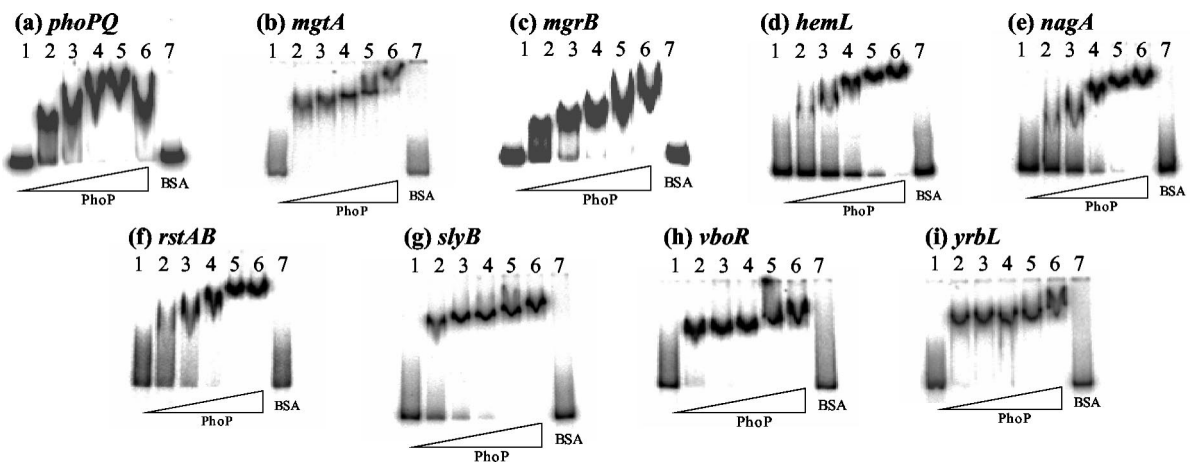 (a) phoPQ
1 2 3 4 5 6 7
PhoP
BSA
(b) mgtA
1 2 3 4 5 6 7
PhoP
BSA
(c) mgrB
1 2 3 4 5 6 7
PhoP
BSA
(d) hemL
1 2 3 4 5 6 7
PhoP
BSA
(e) nagA
1 2 3 4 5 6 7
PhoP
BSA
(f) rstAB
1 2 3 4 5 6 7
PhoP
BSA
(g) slyB
1 2 3 4 5 6 7
PhoP
BSA
(h) vboR
1 2 3 4 5 6 7
PhoP
BSA
(i) yrbL
1 2 3 4 5 6 7
PhoP
BSA